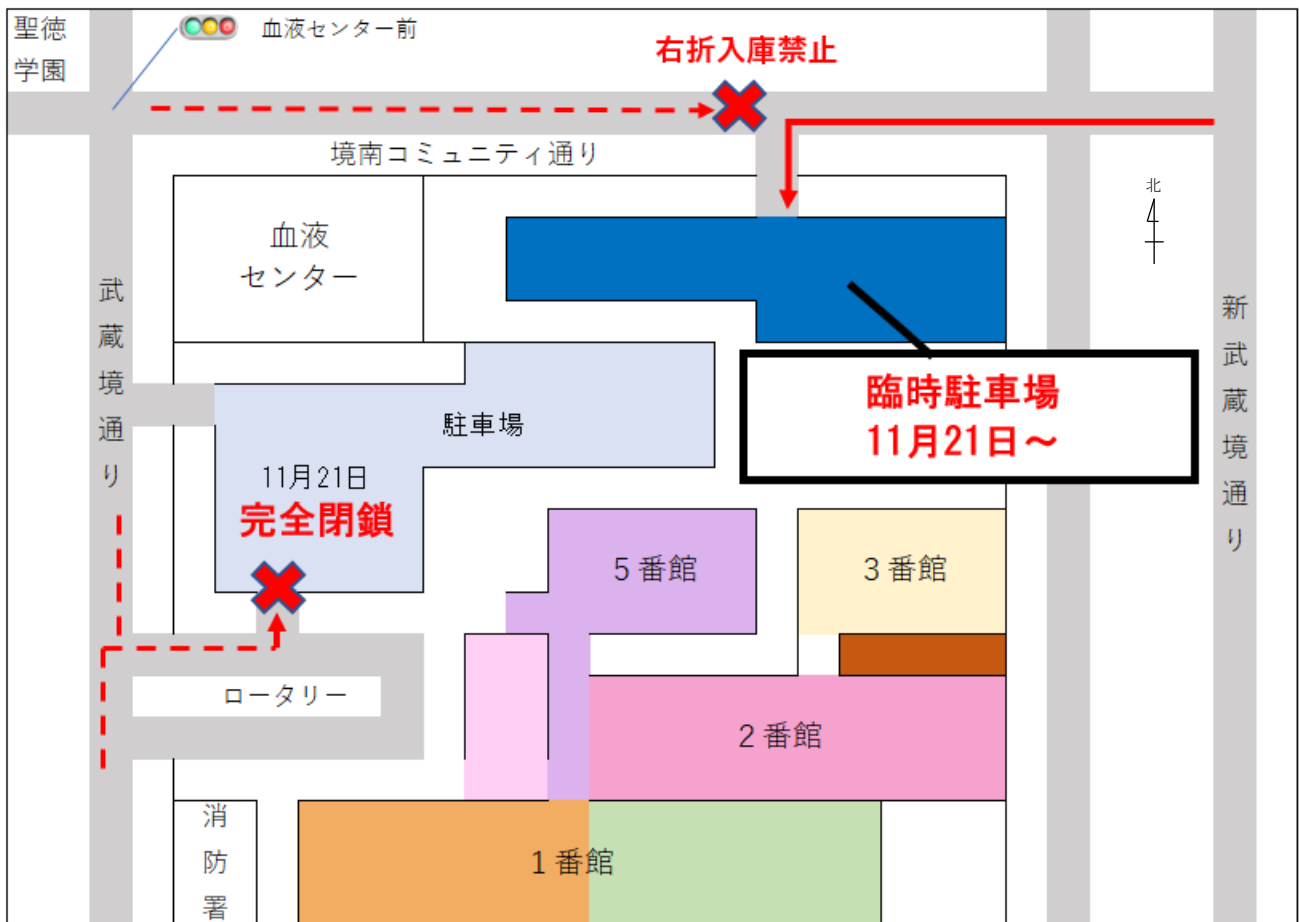 聖徳
学園
血液センター前
右折入庫禁止
境南コミュニティ通り
北
血液
センター
武蔵境通り
新武蔵境通り
臨時駐車場
11月21日～
駐車場
11月21日
完全閉鎖
5番館
3番館
ロータリー
2番館
消防署
1番館